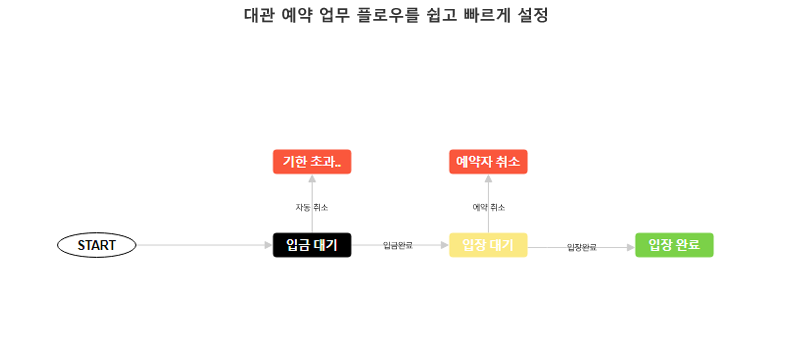 대관 예약 업무 플로우를 쉽고 빠르게 설정
기한 초과..
예약자 취소
자동 취소
예약 취소
START
입금 대기
입금완료
입장 대기
입장완료
입장 완료